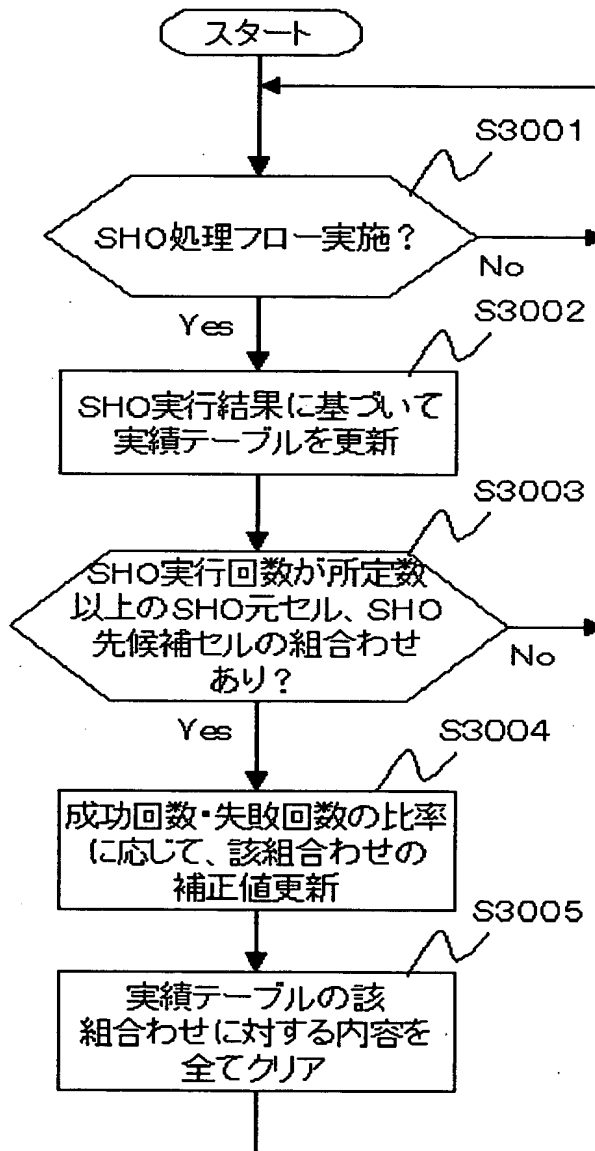 スタート
S3001
SHO処理フロー実施？
No
Yes
S3002
SHO実行結果に基づいて
実績テーブルを更新
S3003
SHO実行回数が所定数
以上のSHO元セル、SHO
先候補セルの組合わせ
あり？
No
Yes
S3004
成功回数・失敗回数の比率
に応じて、該組合わせの
補正値更新
S3005
実績テーブルの該
組合わせに対する内容を
全てクリア